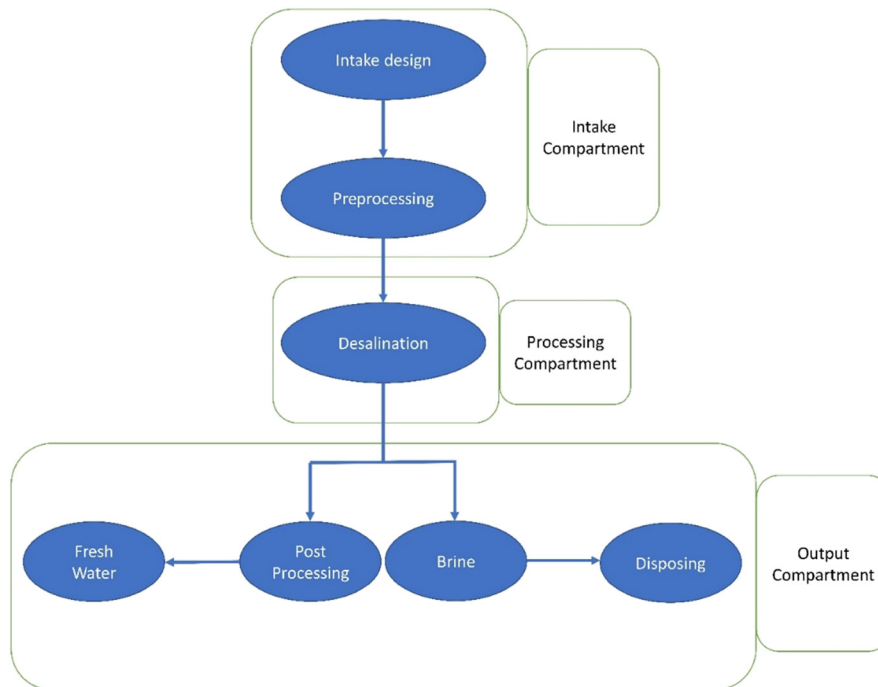 Intake design
Intake
Compartment
Preprocessing
Desalination
Processing
Compartment
Fresh
Water
Post
Processing
Brine
Disposing
Output
Compartment